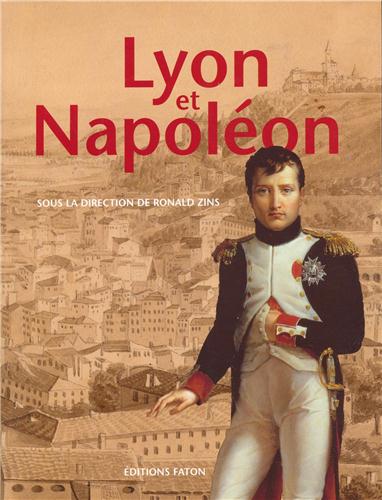 Lyon
et
Napoléon
SOUS LA DIRECTION DE RONALD ZINS
ÉDITIONS FATON